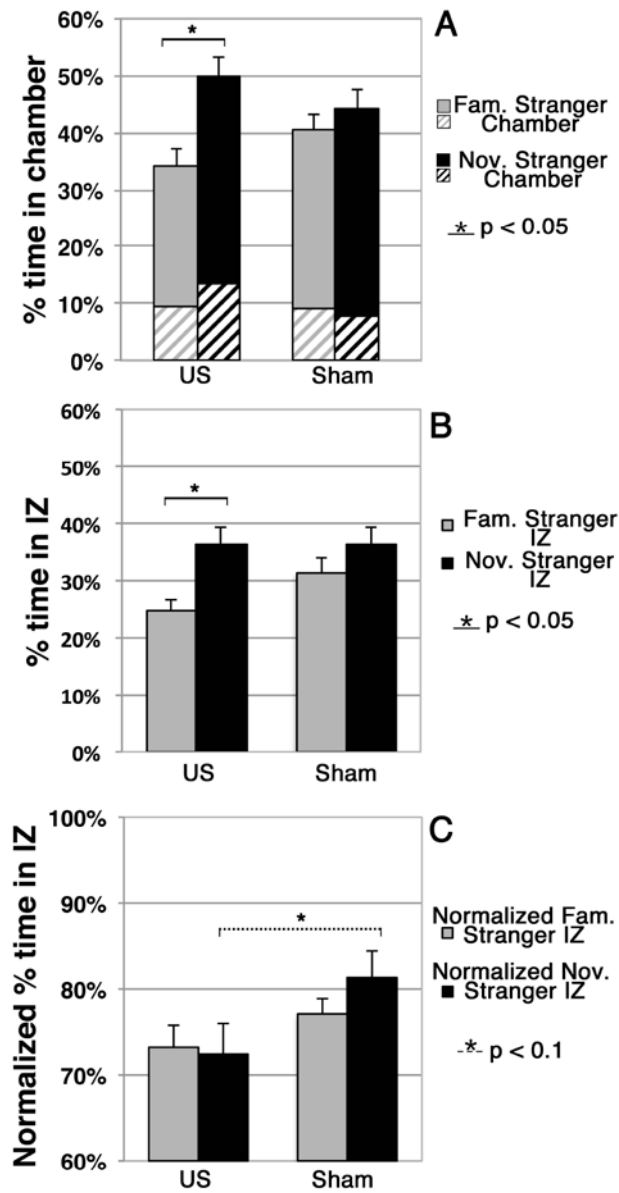 A
% time in chamber
60%
50%
40%
30%
20%
10%
0%
*
US
Sham
Fam. Stranger
Chamber
Nov. Stranger
Chamber
* p < 0.05
B
% time in IZ
60%
50%
40%
30%
20%
10%
0%
*
US
Sham
Fam. Stranger
IZ
Nov. Stranger
IZ
* p < 0.05
C
Normalized % time in IZ
100%
90%
80%
70%
60%
*
US
Sham
Normalized Fam.
Stranger IZ
Normalized Nov.
Stranger IZ
* p < 0.1